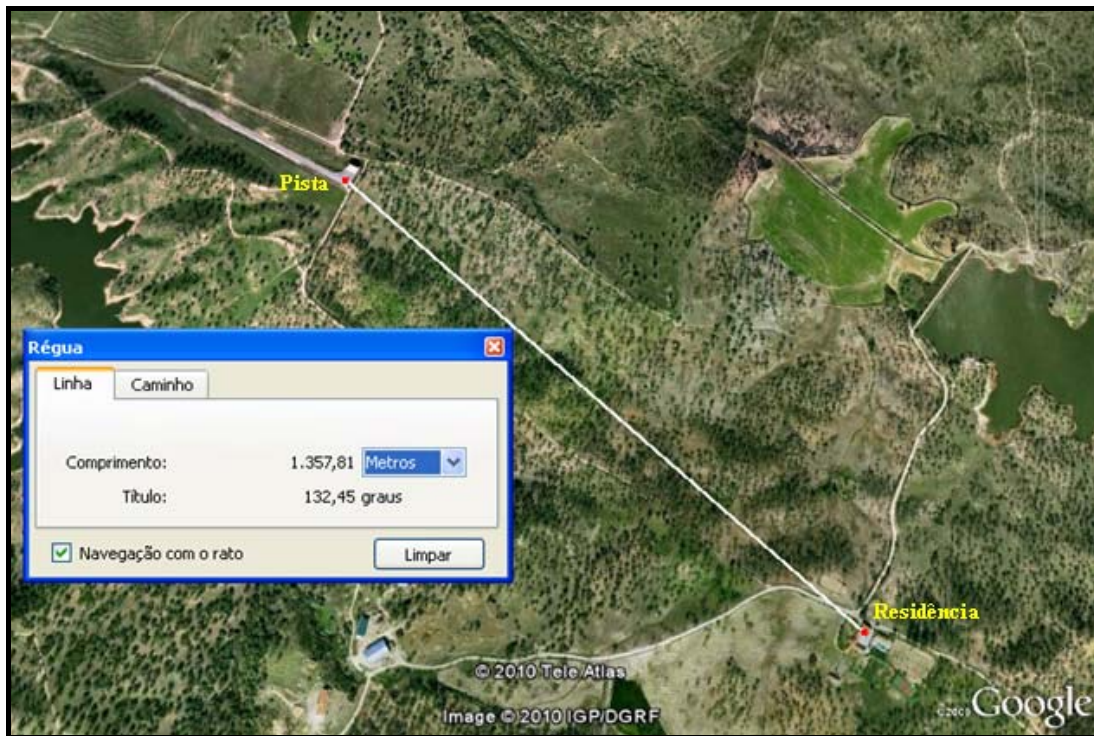 Pista
Régua
Linha Caminho
Comprimento: 1.357,81 Metros
Título: 132,45 graus
Navegação com o rato Limpar
Residência
© 2010 Tele Atlas
Image © 2010 IGP/DGRF
©2009 Google